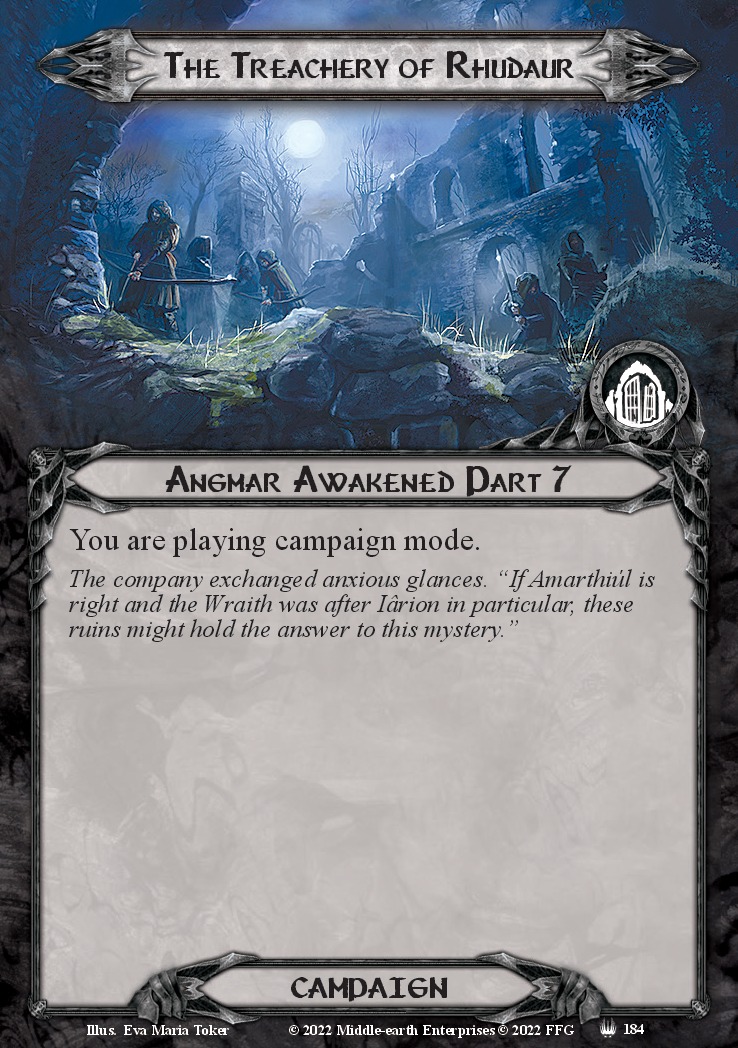 The Treachery of Rhudaur
Angmar Awakened Part 7
You are playing campaign mode.
The company exchanged anxious glances. “If Amarthiúl is
right and the Wraith was after Iârion in particular, these
ruins might hold the answer to this mystery.”
CAMPAIGN
Illus. Eva Maria Toker © 2022 Middle-earth Enterprises © 2022 FFG 184